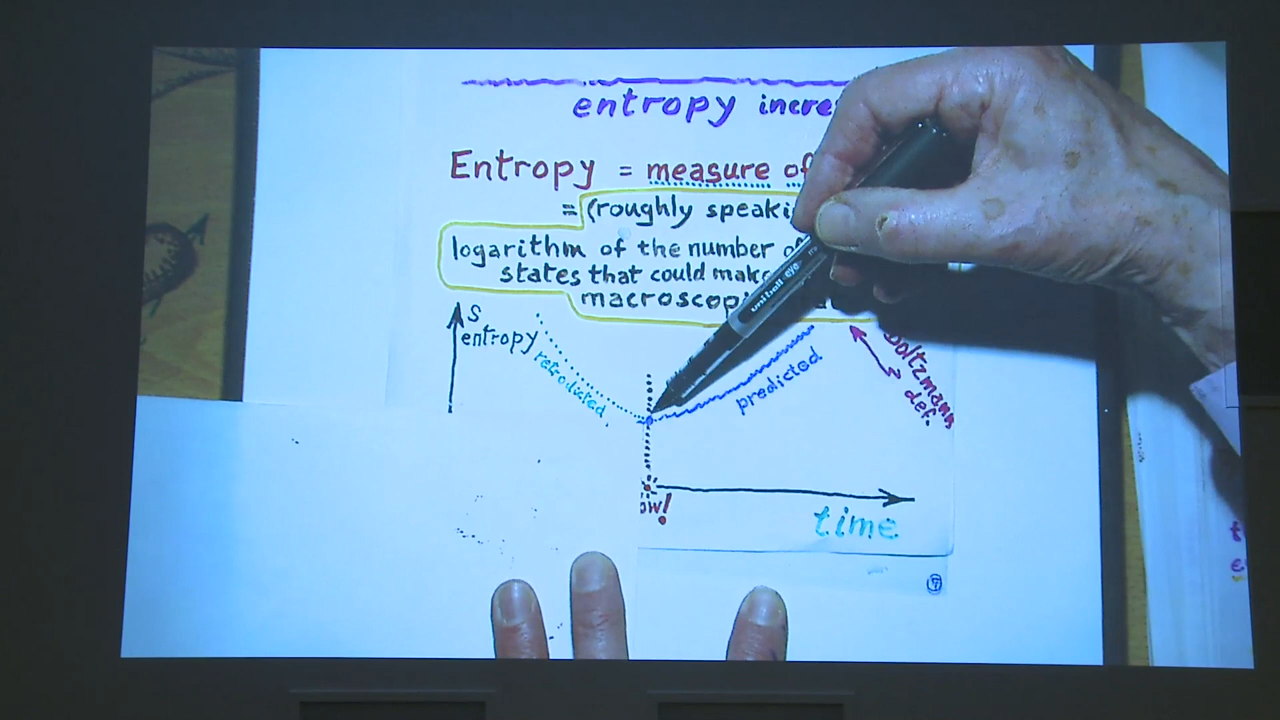 entropy incre
Entropy = measure of
= (roughly speaki
logarithm of the number of
states that could make
macroscopi
S
entropy
retrodicted
predicted
Boltzmann
def.
uni-ball eye
ow!
time
7